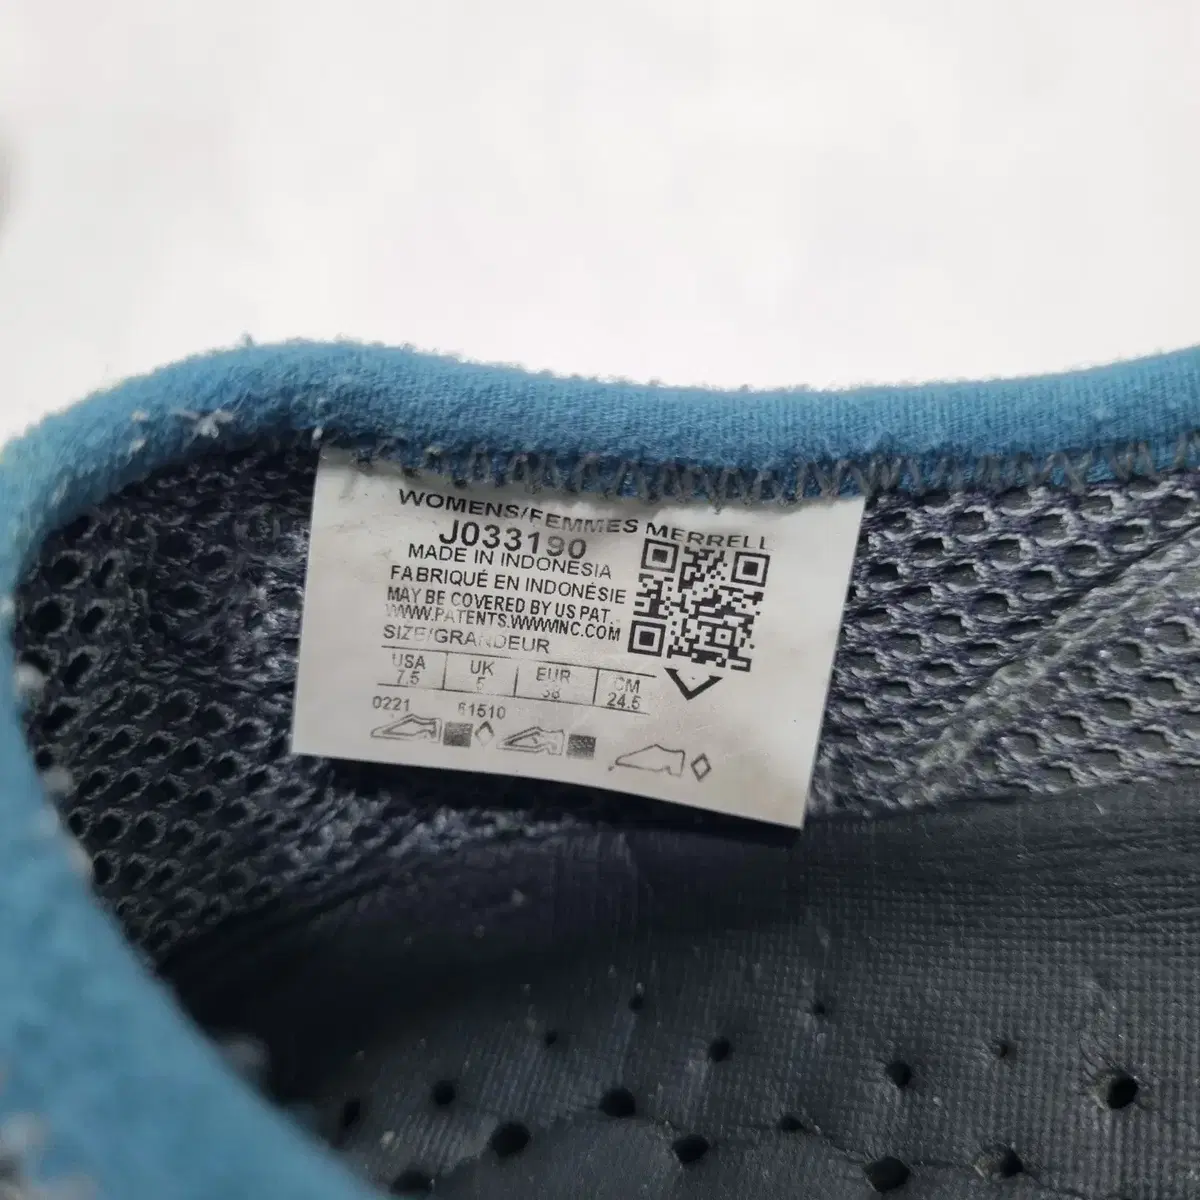 WOMENS/FEMMES MERRELL
J033190
MADE IN INDONESIA
FABRIQUÉ EN INDONÉSIE
MAY BE COVERED BY US PAT.
WWW.PATENTS.WWWINC.COM
SIZE/GRANDEUR
USA UK EUR CM
7.5 5 38 24.5
0221 61510